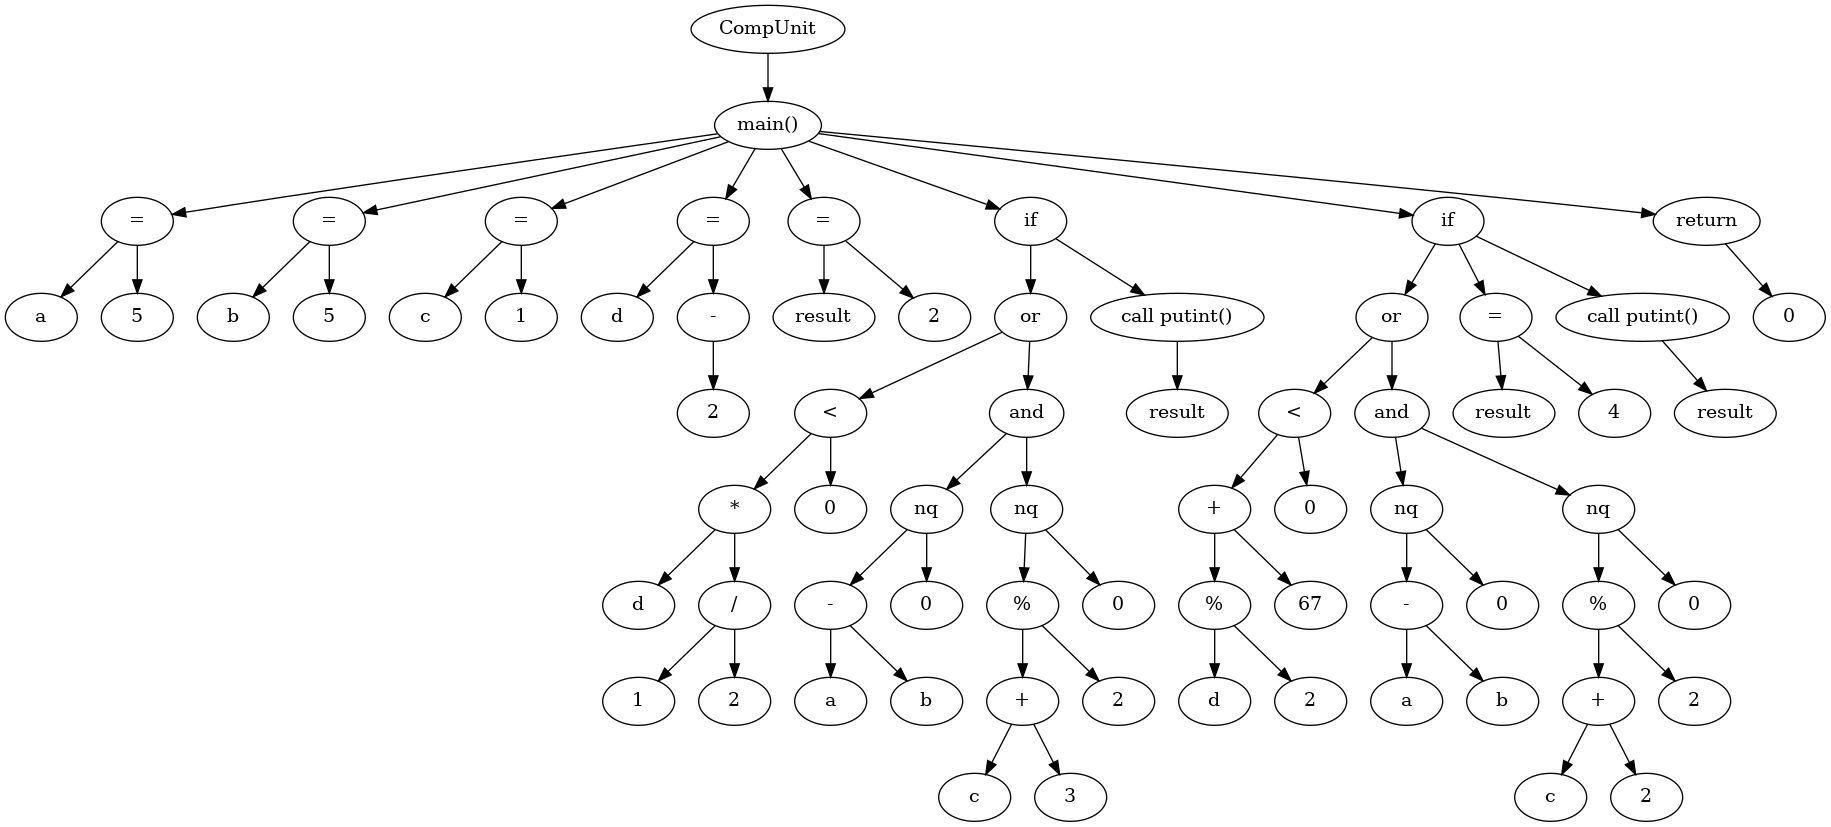 CompUnit
main()
= = = = = if if return
a 5 b 5 c 1 d - result 2 or call putint() or = call putint() 0
2 < and result < and result 4 result
* 0 nq nq + 0 nq nq
d / - 0 % 0 % 67 - 0 % 0
1 2 a b + 2 d 2 a b + 2
c 3 c 2